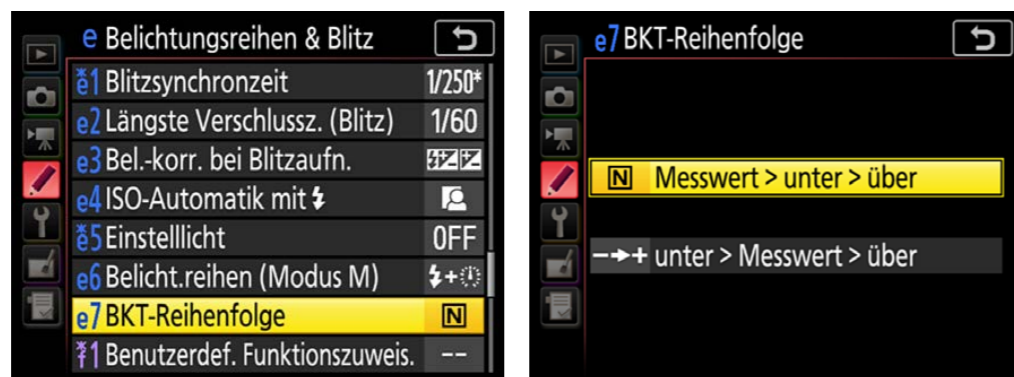 e Belichtungsreihen & Blitz
*e1 Blitzsynchronzeit 1/250*
e2 Längste Verschlussz. (Blitz) 1/60
e3 Bel.-korr. bei Blitzaufn.
e4 ISO-Automatik mit
*e5 Einstelllicht OFF
e6 Belicht.reihen (Modus M)
e7 BKT-Reihenfolge N
*f1 Benutzerdef. Funktionszuweis. --
e7 BKT-Reihenfolge
N Messwert > unter > über
−→+ unter > Messwert > über